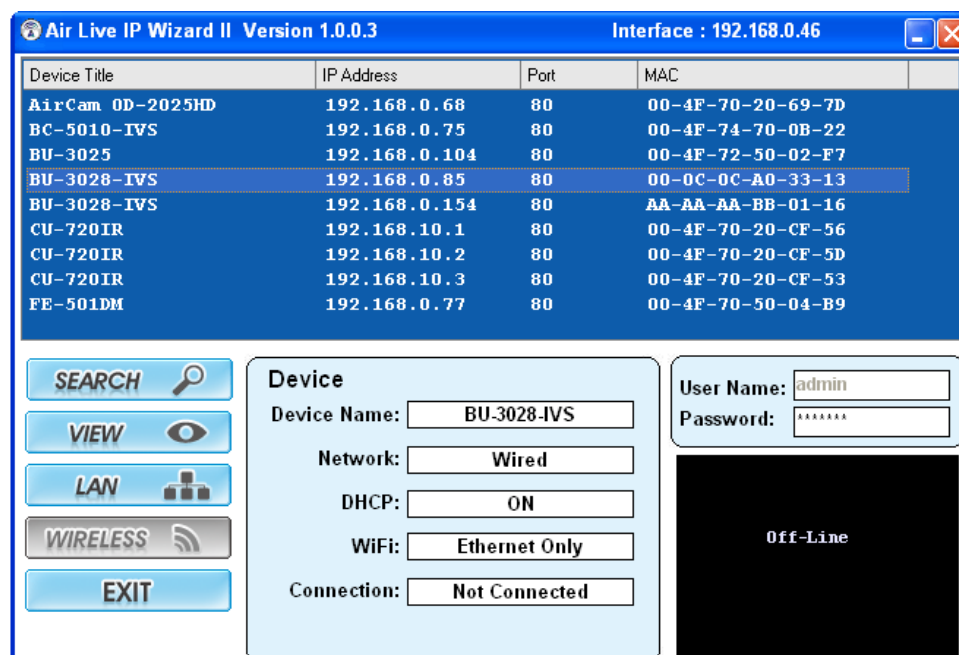 Air Live IP Wizard II Version 1.0.0.3 Interface : 192.168.0.46
Device Title IP Address Port MAC
AirCam OD-2025HD 192.168.0.68 80 00-4F-70-20-69-7D
BC-5010-IVS 192.168.0.75 80 00-4F-74-70-0B-22
BU-3025 192.168.0.104 80 00-4F-72-50-02-F7
BU-3028-IVS 192.168.0.85 80 00-0C-0C-A0-33-13
BU-3028-IVS 192.168.0.154 80 AA-AA-AA-BB-01-16
CU-720IR 192.168.10.1 80 00-4F-70-20-CF-56
CU-720IR 192.168.10.2 80 00-4F-70-20-CF-5D
CU-720IR 192.168.10.3 80 00-4F-70-20-CF-53
FE-501DM 192.168.0.77 80 00-4F-70-50-04-B9
SEARCH
VIEW
LAN
WIRELESS
EXIT
Device
Device Name: BU-3028-IVS
Network: Wired
DHCP: ON
WiFi: Ethernet Only
Connection: Not Connected
User Name: admin
Password: *******
Off-Line